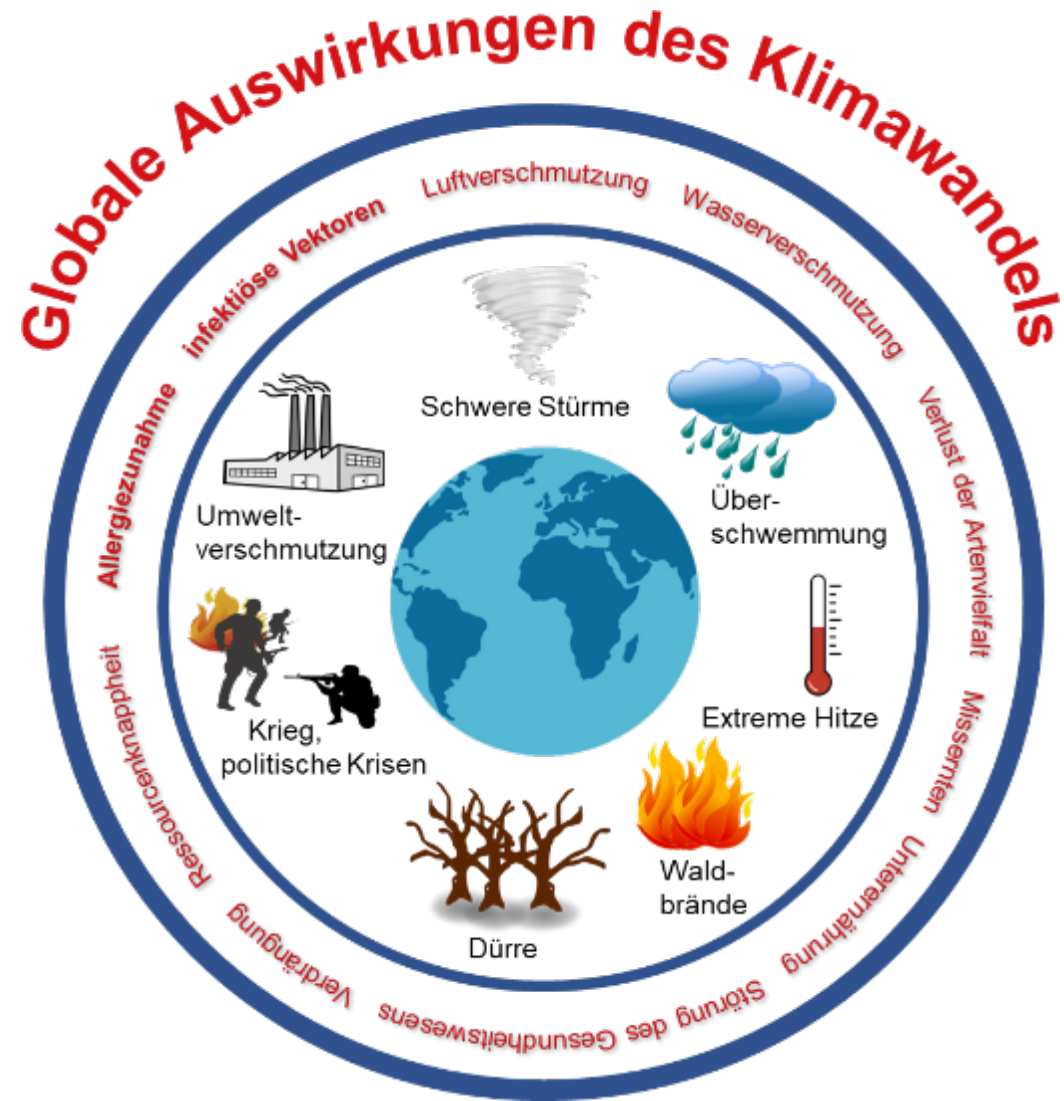 Globale Auswirkungen des Klimawandels
Luftverschmutzung
Wasserverschmutzung
Verlust der Artenvielfalt
Missernten
Unterernährung
Störung des Gesundheitswesens
Verdrängung
Ressourcenknappheit
Allergiezunahme
infektiöse Vektoren
Schwere Stürme
Über-
schwemmung
Extreme Hitze
Wald-
brände
Dürre
Krieg,
politische Krisen
Umwelt-
verschmutzung